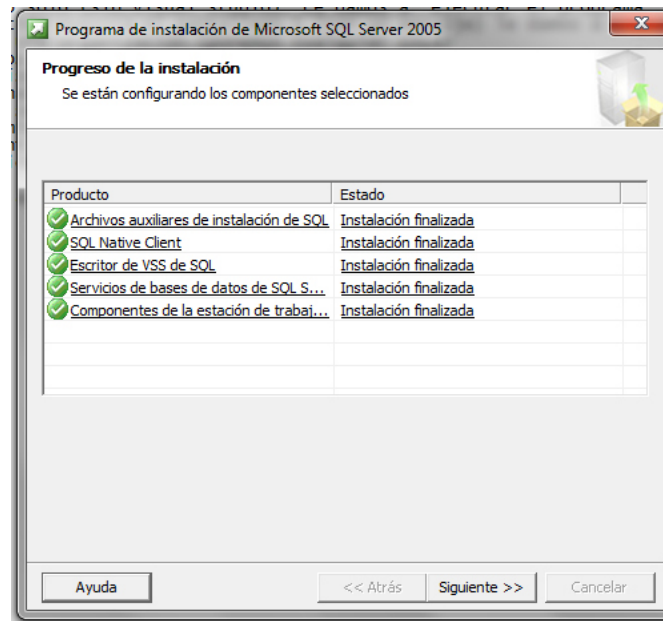 Programa de instalación de Microsoft SQL Server 2005
Progreso de la instalación
Se están configurando los componentes seleccionados
Producto Estado
Archivos auxiliares de instalación de SQL Instalación finalizada
SQL Native Client Instalación finalizada
Escritor de VSS de SQL Instalación finalizada
Servicios de bases de datos de SQL S... Instalación finalizada
Componentes de la estación de trabaj... Instalación finalizada
Ayuda << Atrás Siguiente >> Cancelar